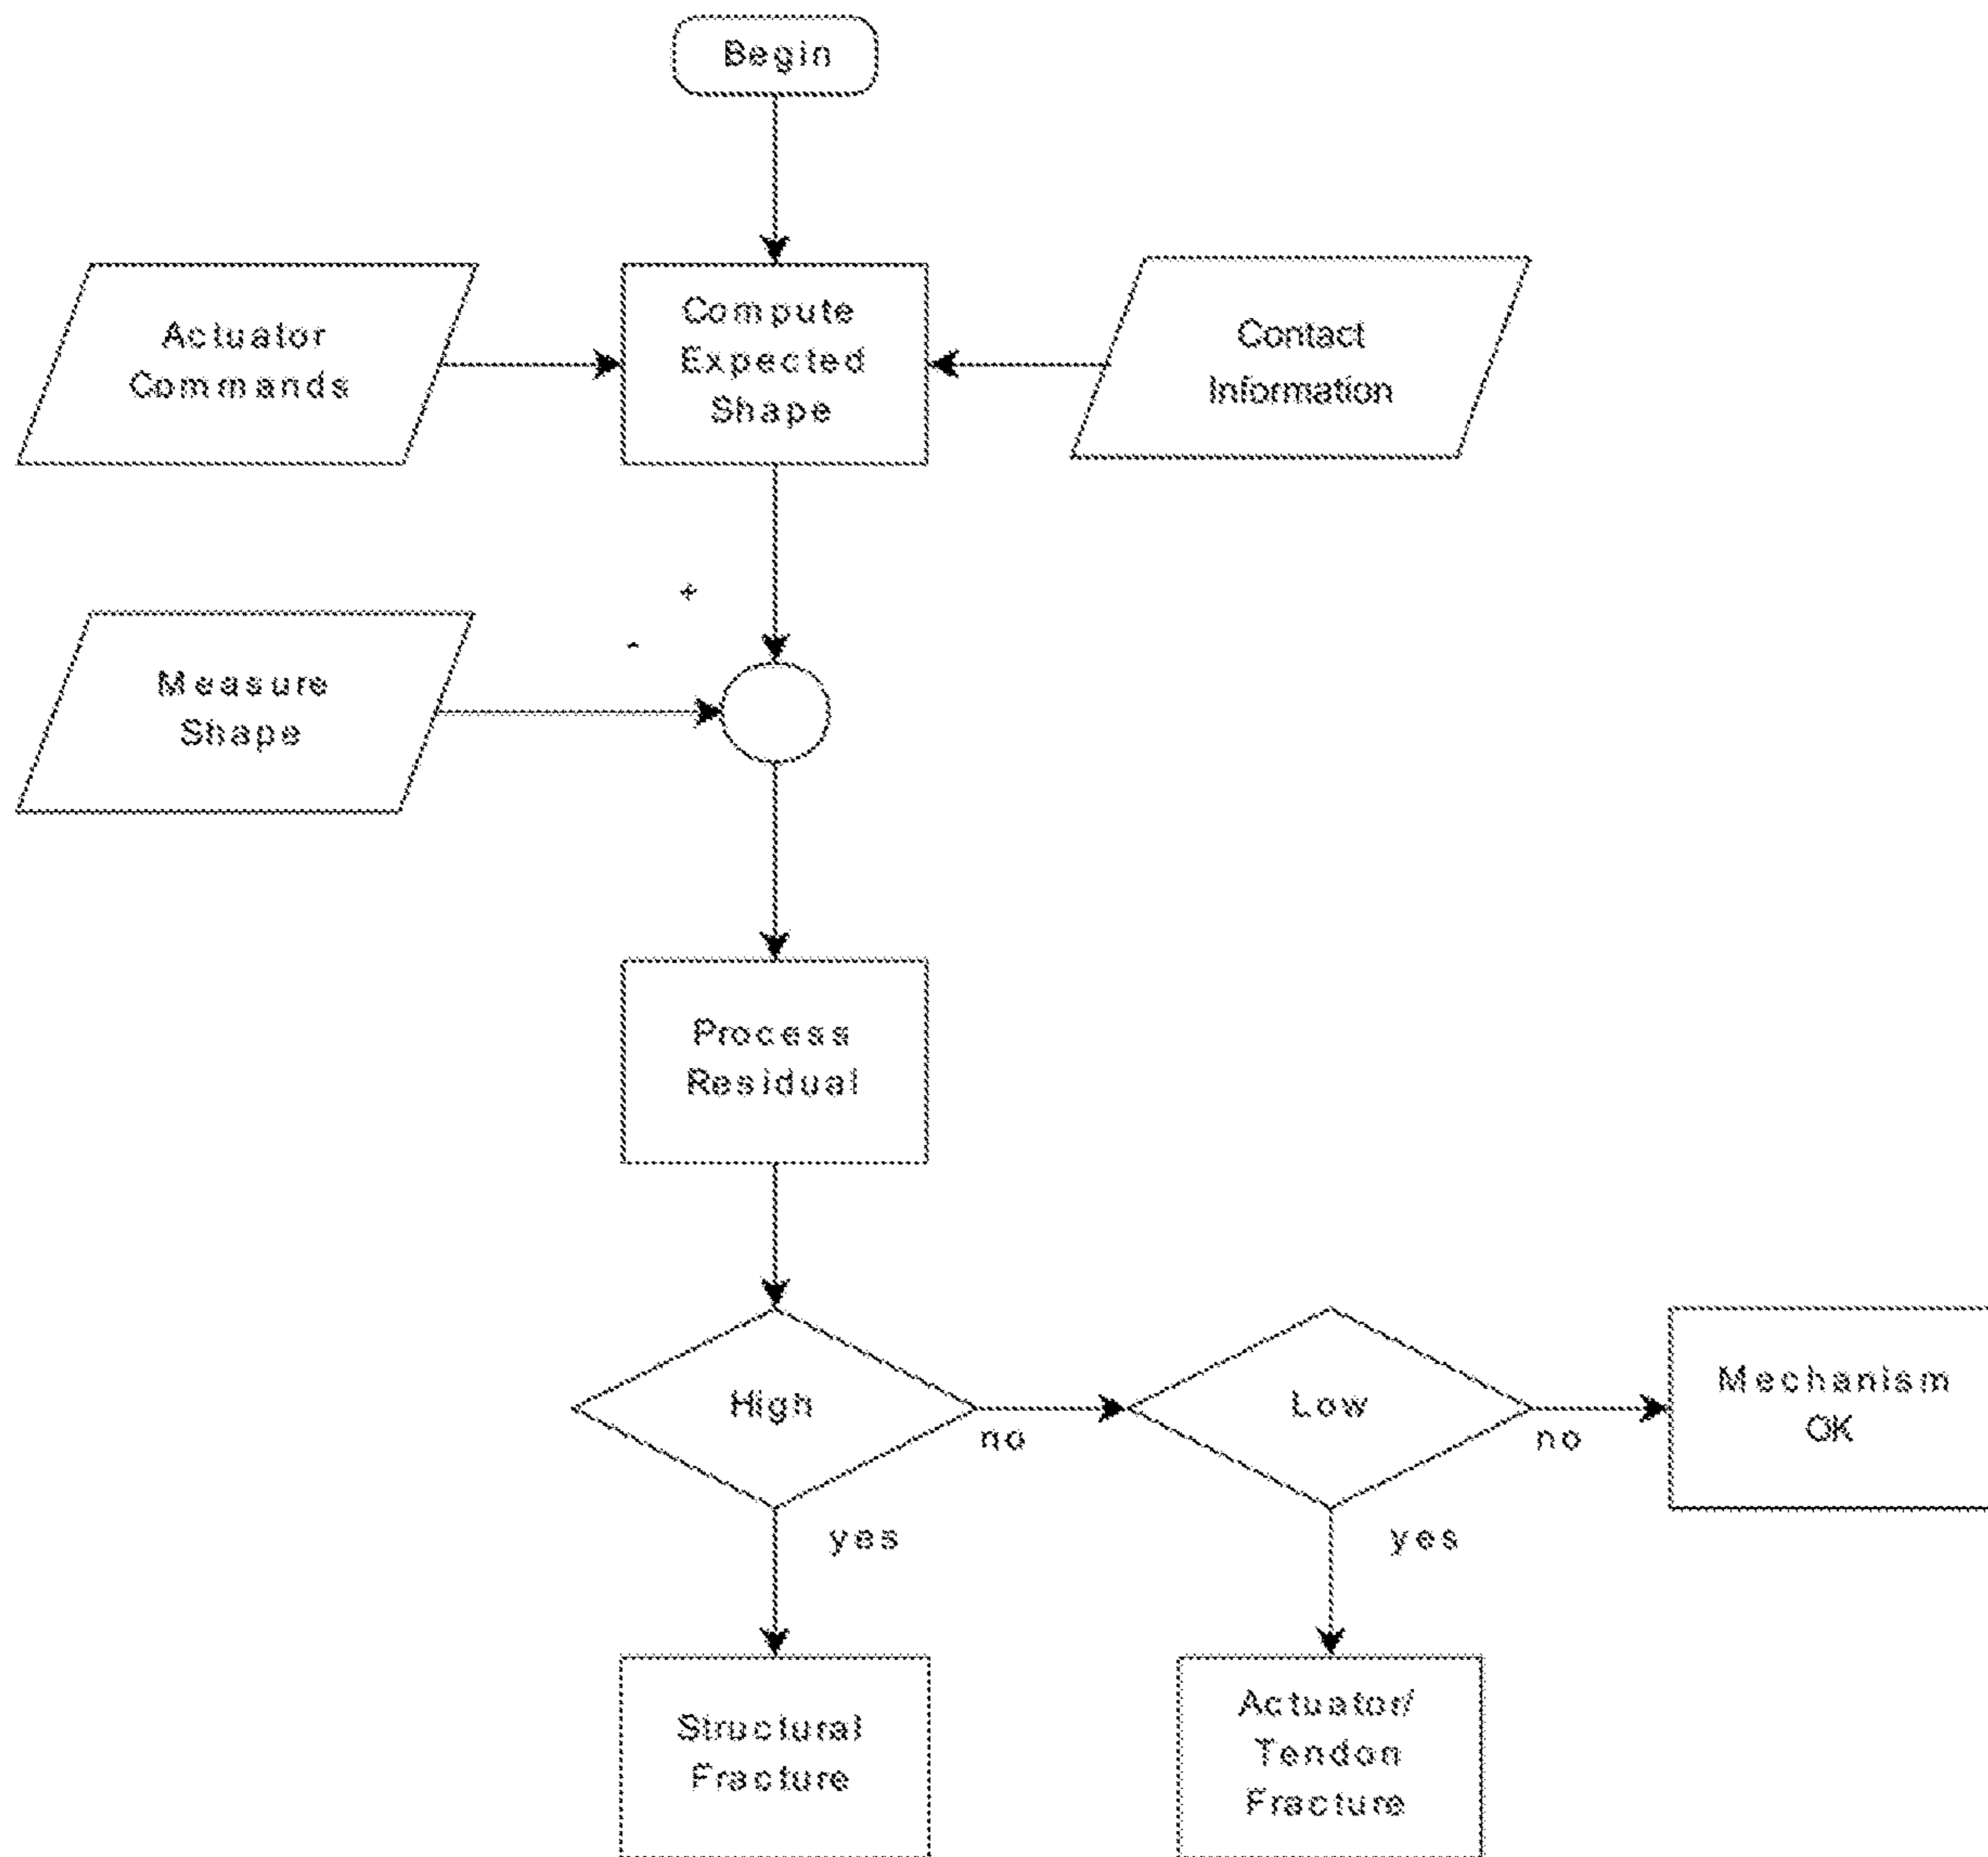 Begin
Actuator
Commands
Compute
Expected
Shape
Contact
Information
+
-
Measure
Shape
Process
Residual
High
no
Low
no
Mechanism
OK
yes
yes
Structural
Fracture
Actuator/
Tendon
Fracture